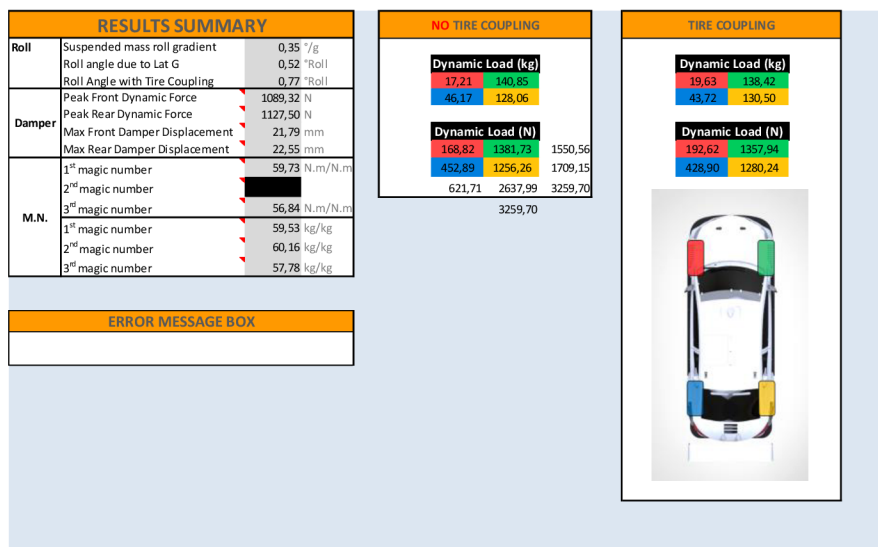 RESULTS SUMMARY
Roll Suspended mass roll gradient 0,35 °/g
Roll angle due to Lat G 0,52 °Roll
Roll Angle with Tire Coupling 0,77 °Roll
Damper Peak Front Dynamic Force 1089,32 N
Peak Rear Dynamic Force 1127,50 N
Max Front Damper Displacement 21,79 mm
Max Rear Damper Displacement 22,55 mm
M.N. 1st magic number 59,73 N.m/N.m
2nd magic number
3rd magic number 56,84 N.m/N.m
1st magic number 59,53 kg/kg
2nd magic number 60,16 kg/kg
3rd magic number 57,78 kg/kg
ERROR MESSAGE BOX
NO TIRE COUPLING
Dynamic Load (kg)
17,21 140,85
46,17 128,06
Dynamic Load (N)
168,82 1381,73 1550,56
452,89 1256,26 1709,15
621,71 2637,99 3259,70
3259,70
TIRE COUPLING
Dynamic Load (kg)
19,63 138,42
43,72 130,50
Dynamic Load (N)
192,62 1357,94
428,90 1280,24